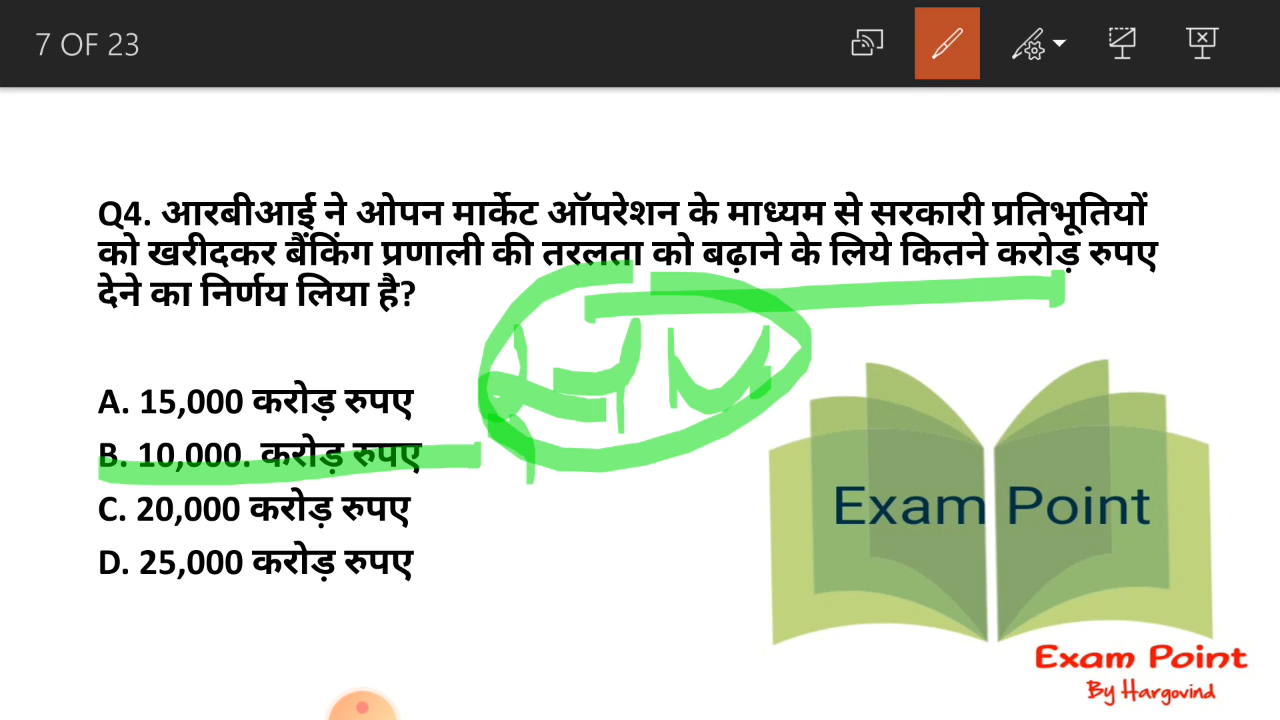 7 OF 23
Q4. आरबीआई ने ओपन मार्केट ऑपरेशन के माध्यम से सरकारी प्रतिभूतियों
को खरीदकर बैंकिंग प्रणाली की तरलता को बढ़ाने के लिये कितने करोड़ रुपए
देने का निर्णय लिया है?
A. 15,000 करोड़ रुपए
B. 10,000. करोड़ रुपए
C. 20,000 करोड़ रुपए
D. 25,000 करोड़ रुपए
Exam Point
Exam Point
By Hargovind